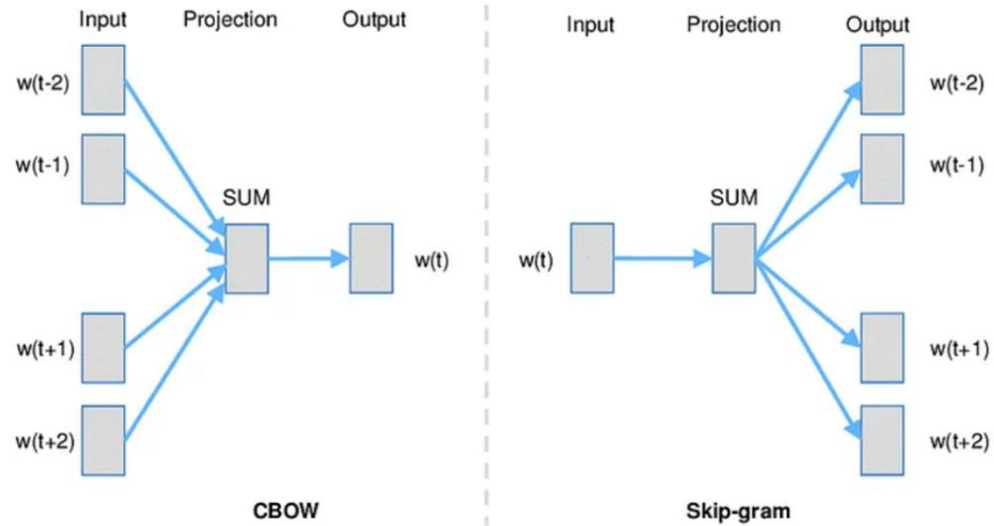 Input Projection Output
w(t-2)
w(t-1)
SUM
w(t)
w(t+1)
w(t+2)
CBOW
Input Projection Output
w(t-2)
w(t-1)
SUM
w(t)
w(t+1)
w(t+2)
Skip-gram